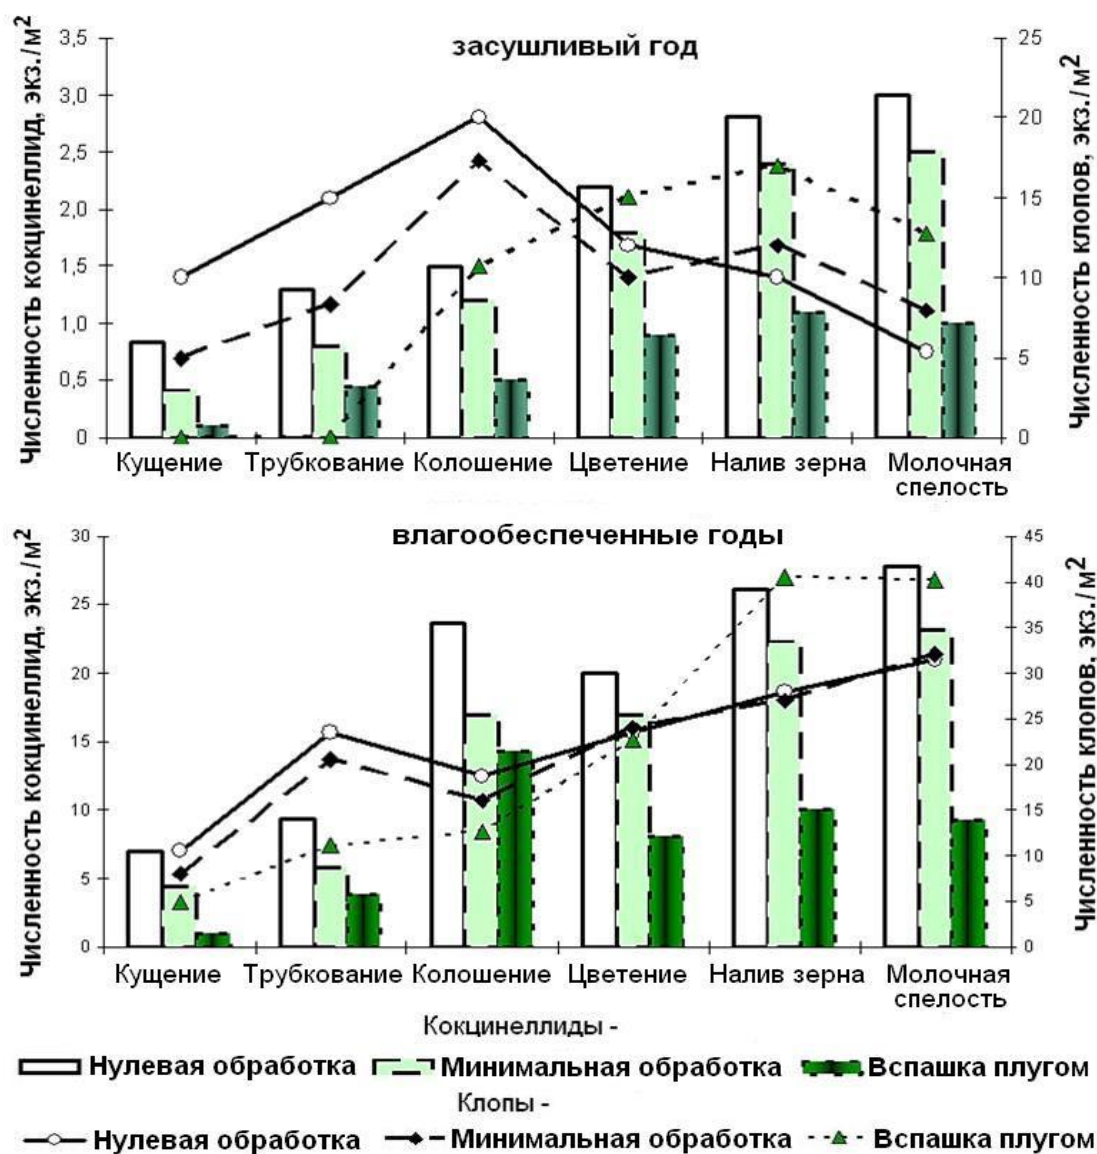 засушливый год
Численность кокцинеллид, экз./м²
3,5
3,0
2,5
2,0
1,5
1,0
0,5
0
25
20
15
10
5
0
Численность клопов, экз./м²
Кущение Трубкование Колошение Цветение Налив зерна Молочная
спелость
влагообеспеченные годы
Численность кокцинеллид, экз./м²
30
25
20
15
10
5
0
45
40
35
30
25
20
15
10
5
0
Численность клопов, экз./м²
Кущение Трубкование Колошение Цветение Налив зерна Молочная
спелость
Кокцинеллиды -
Нулевая обработка Минимальная обработка Вспашка плугом
Клопы -
Нулевая обработка Минимальная обработка Вспашка плугом